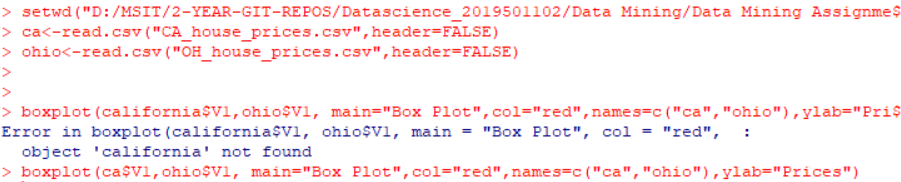 > setwd("D:/MSIT/2-YEAR-GIT-REPOS/Datascience_2019501102/Data Mining/Data Mining Assignme$
> ca<-read.csv("CA_house_prices.csv",header=FALSE)
> ohio<-read.csv("OH_house_prices.csv",header=FALSE)
>
>
> boxplot(california$V1,ohio$V1, main="Box Plot",col="red",names=c("ca","ohio"),ylab="Pri$
Error in boxplot(california$V1, ohio$V1, main = "Box Plot", col = "red",  :
  object 'california' not found
> boxplot(ca$V1,ohio$V1, main="Box Plot",col="red",names=c("ca","ohio"),ylab="Prices")